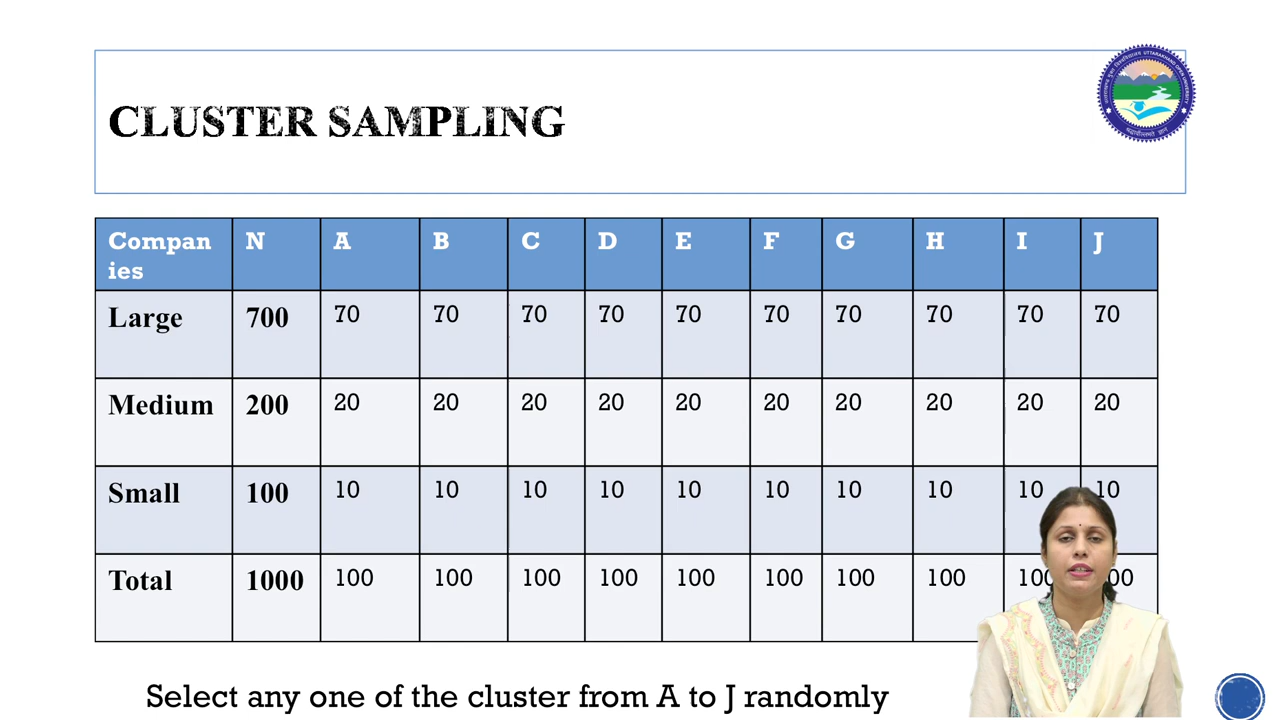 CLUSTER SAMPLING
Compan
ies N A B C D E F G H I J
Large 700 70 70 70 70 70 70 70 70 70 70
Medium 200 20 20 20 20 20 20 20 20 20 20
Small 100 10 10 10 10 10 10 10 10 10 10
Total 1000 100 100 100 100 100 100 100 100
Select any one of the cluster from A to J randomly